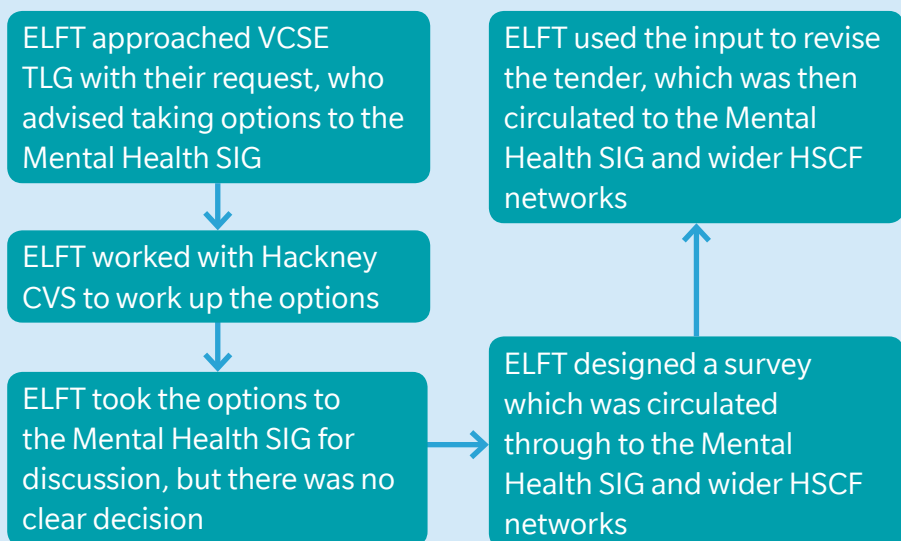 ELFT approached VCSE
TLG with their request, who
advised taking options to the
Mental Health SIG
ELFT worked with Hackney
CVS to work up the options
ELFT took the options to
the Mental Health SIG for
discussion, but there was no
clear decision
ELFT designed a survey
which was circulated
through to the Mental
Health SIG and wider HSCF
networks
ELFT used the input to revise
the tender, which was then
circulated to the Mental
Health SIG and wider HSCF
networks